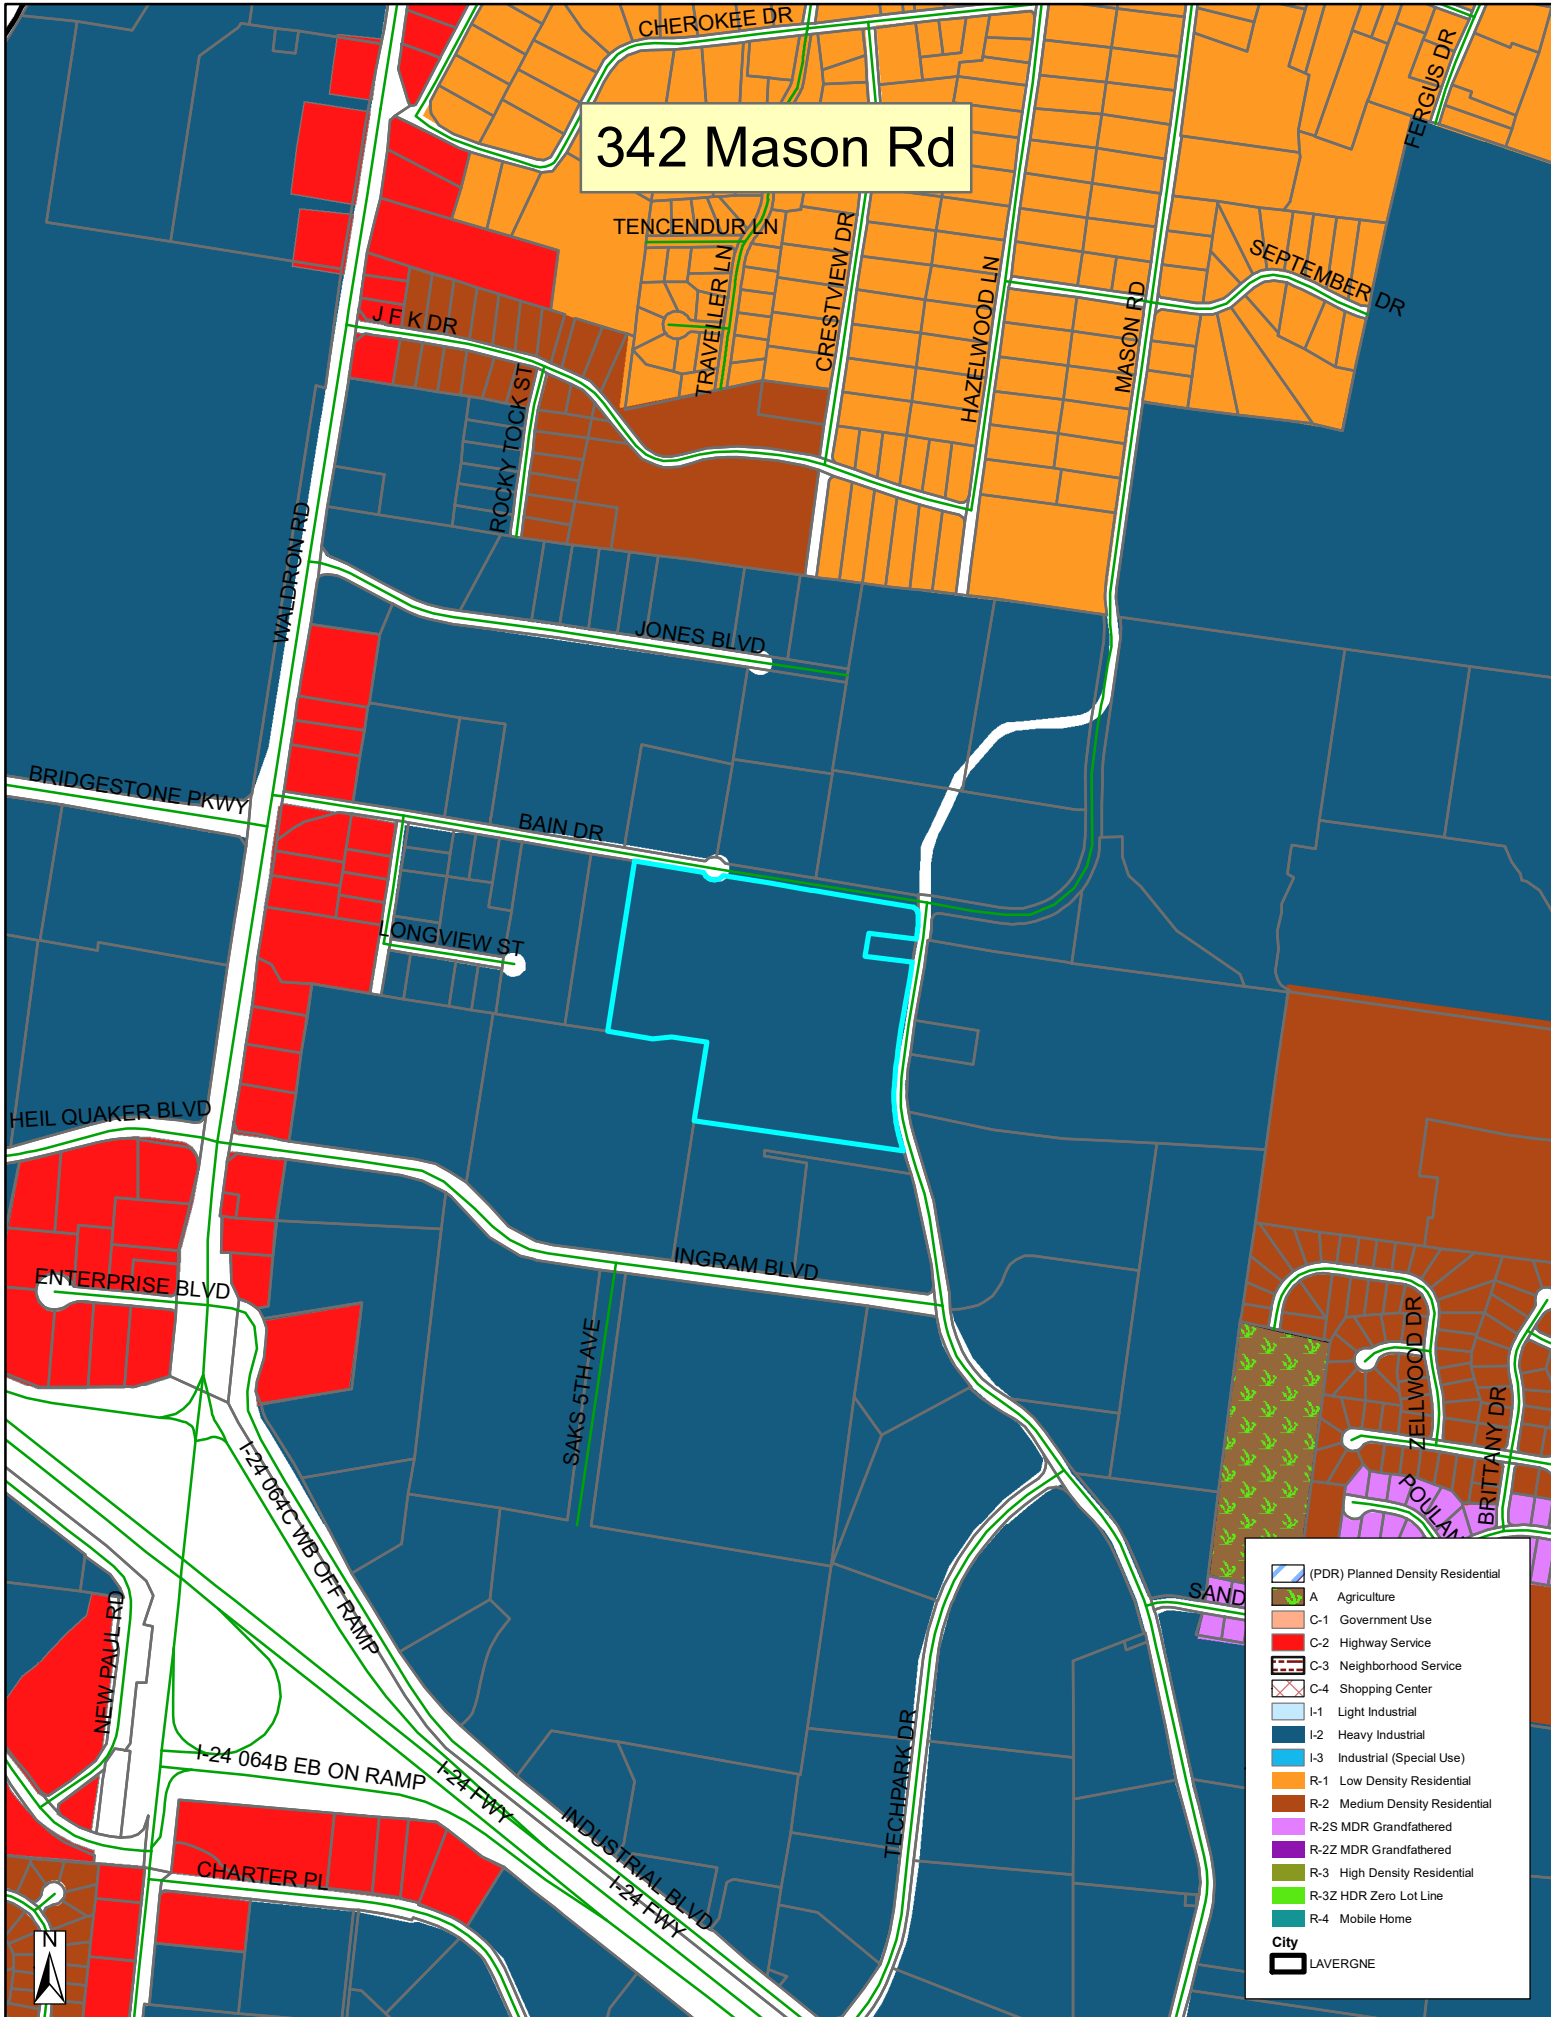 CHEROKEE DR
FERGUS DR
342 Mason Rd
TENCENDUR LN
TRAVELLER LN
CRESTVIEW DR
HAZELWOOD LN
MASON RD
SEPTEMBER DR
J F K DR
ROCKY TOCK ST
WALDRON RD
JONES BLVD
BRIDGESTONE PKWY
BAIN DR
LONGVIEW ST
HEIL QUAKER BLVD
INGRAM BLVD
ENTERPRISE BLVD
SAKS 5TH AVE
ZELLWOOD DR
BRITTANY DR
POULAN
SAND
I-24 064C WB OFF RAMP
NEW PAUL RD
I-24 064B EB ON RAMP
I-24 FWY
INDUSTRIAL BLVD
I-24 FWY
TECHPARK DR
CHARTER PL
N
(PDR) Planned Density Residential
A Agriculture
C-1 Government Use
C-2 Highway Service
C-3 Neighborhood Service
C-4 Shopping Center
I-1 Light Industrial
I-2 Heavy Industrial
I-3 Industrial (Special Use)
R-1 Low Density Residential
R-2 Medium Density Residential
R-2S MDR Grandfathered
R-2Z MDR Grandfathered
R-3 High Density Residential
R-3Z HDR Zero Lot Line
R-4 Mobile Home
City
LAVERGNE